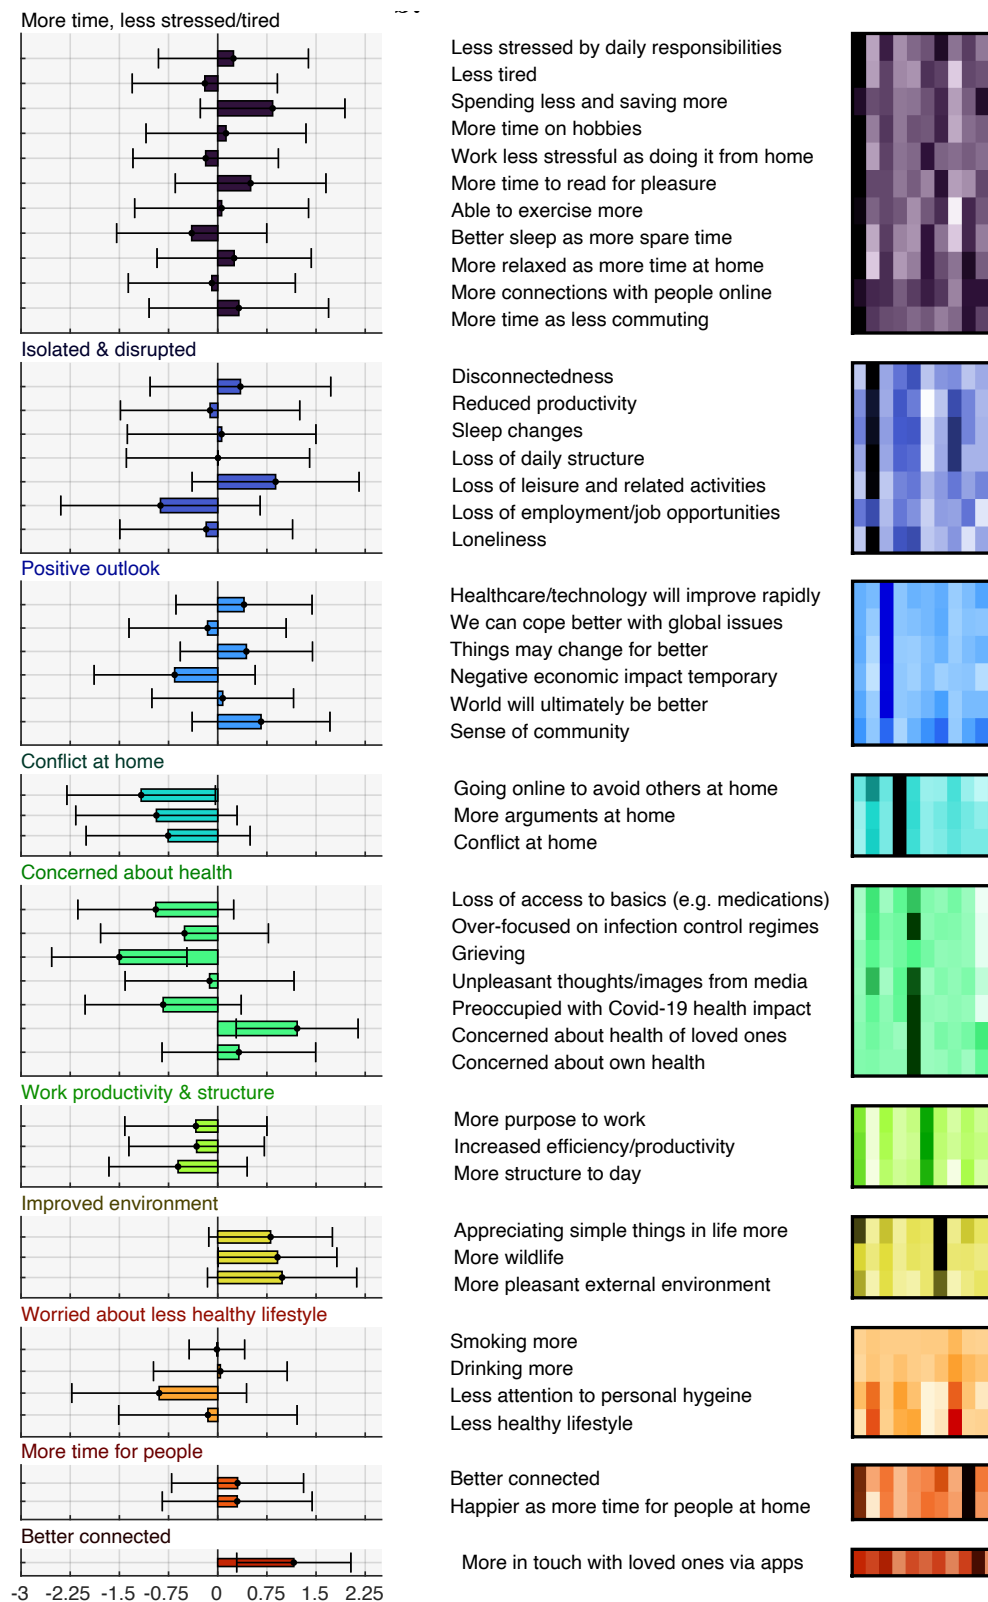 More time, less stressed/tired
Less stressed by daily responsibilities
Less tired
Spending less and saving more
More time on hobbies
Work less stressful as doing it from home
More time to read for pleasure
Able to exercise more
Better sleep as more spare time
More relaxed as more time at home
More connections with people online
More time as less commuting
Isolated & disrupted
Disconnectedness
Reduced productivity
Sleep changes
Loss of daily structure
Loss of leisure and related activities
Loss of employment/job opportunities
Loneliness
Positive outlook
Healthcare/technology will improve rapidly
We can cope better with global issues
Things may change for better
Negative economic impact temporary
World will ultimately be better
Sense of community
Conflict at home
Going online to avoid others at home
More arguments at home
Conflict at home
Concerned about health
Loss of access to basics (e.g. medications)
Over-focused on infection control regimes
Grieving
Unpleasant thoughts/images from media
Preoccupied with Covid-19 health impact
Concerned about health of loved ones
Concerned about own health
Work productivity & structure
More purpose to work
Increased efficiency/productivity
More structure to day
Improved environment
Appreciating simple things in life more
More wildlife
More pleasant external environment
Worried about less healthy lifestyle
Smoking more
Drinking more
Less attention to personal hygeine
Less healthy lifestyle
More time for people
Better connected
Happier as more time for people at home
Better connected
More in touch with loved ones via apps
-3 -2.25 -1.5 -0.75 0 0.75 1.5 2.25